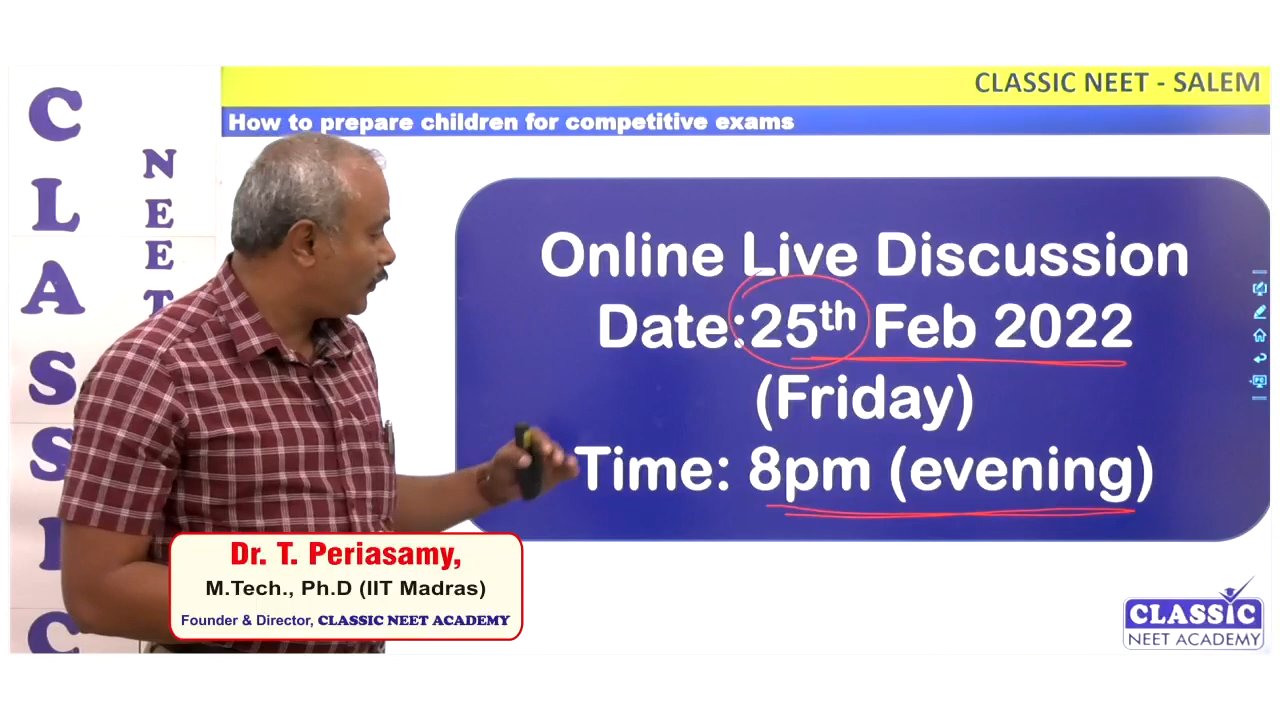 CLASSIC NEET - SALEM
How to prepare children for competitive exams
C
L
A
S
S
I
C
N
E
E
T
Online Live Discussion
Date:25th Feb 2022
(Friday)
Time: 8pm (evening)
Dr. T. Periasamy,
M.Tech., Ph.D (IIT Madras)
Founder & Director, CLASSIC NEET ACADEMY
CLASSIC
NEET ACADEMY